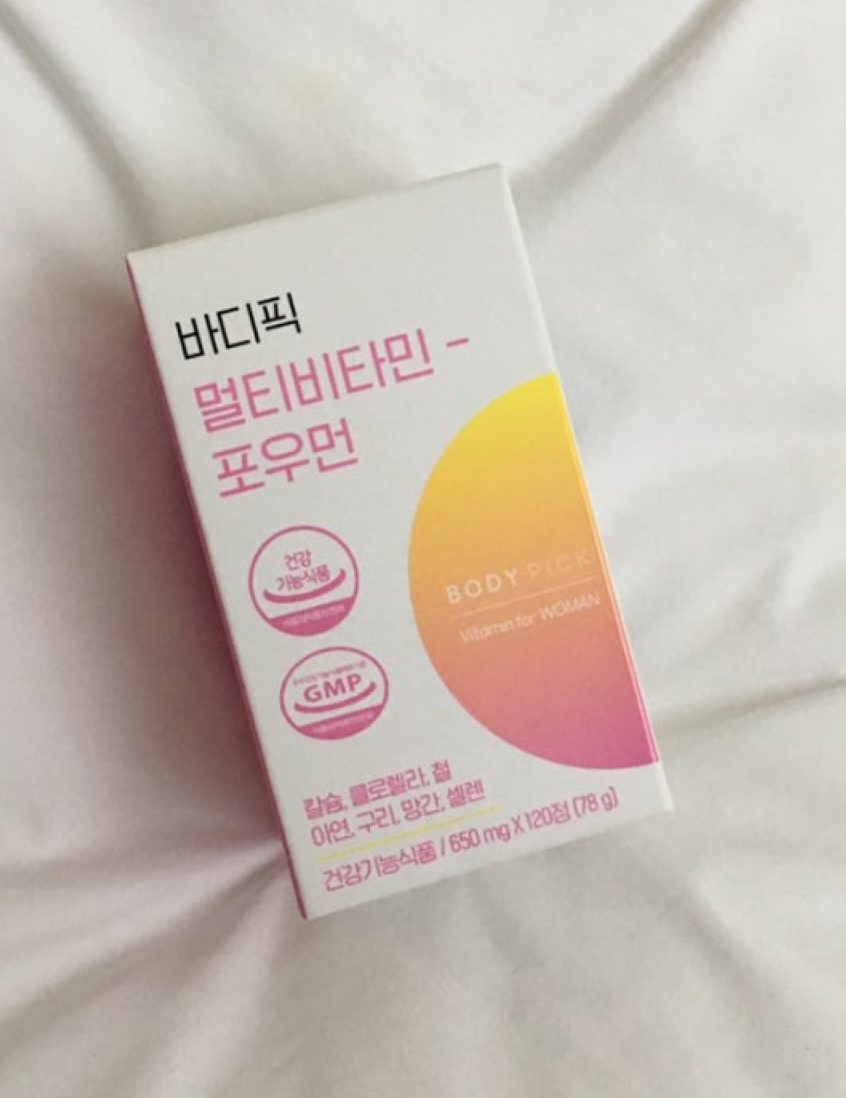 바디픽
멀티비타민 -
포우먼
건강
기능식품
BODY PICK
Vitamin for WOMAN
GMP
칼슘, 클로렐라, 철
아연, 구리, 망간, 셀렌
건강기능식품 / 650 mg X 120정 (78 g)